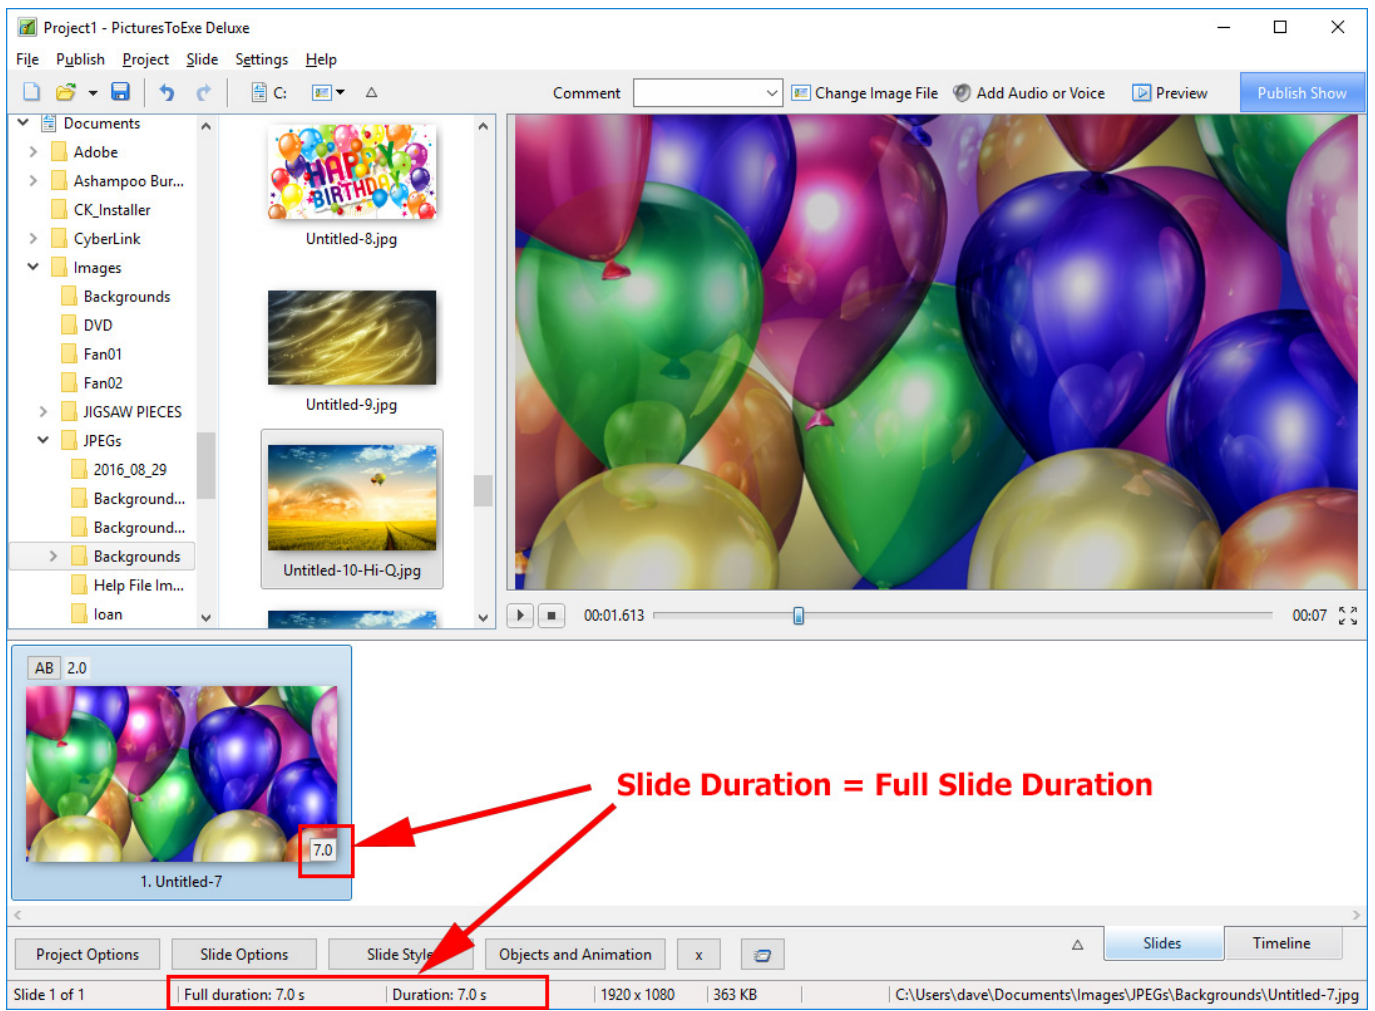 Project1 - PicturesToExe Deluxe
File Publish Project Slide Settings Help
C: Comment Change Image File Add Audio or Voice Preview Publish Show
Documents
Adobe
Ashampoo Bur...
CK_Installer
CyberLink
Images
Backgrounds
DVD
Fan01
Fan02
JIGSAW PIECES
JPEGs
2016_08_29
Background...
Background...
Backgrounds
Help File Im...
loan
HAPPY
BIRTHDAY
Untitled-8.jpg
Untitled-9.jpg
Untitled-10-Hi-Q.jpg
00:01.613 00:07
AB 2.0
7.0
1. Untitled-7
Slide Duration = Full Slide Duration
Project Options Slide Options Slide Style Objects and Animation x Slides Timeline
Slide 1 of 1 Full duration: 7.0 s Duration: 7.0 s 1920 x 1080 363 KB C:\Users\dave\Documents\Images\JPEGs\Backgrounds\Untitled-7.jpg